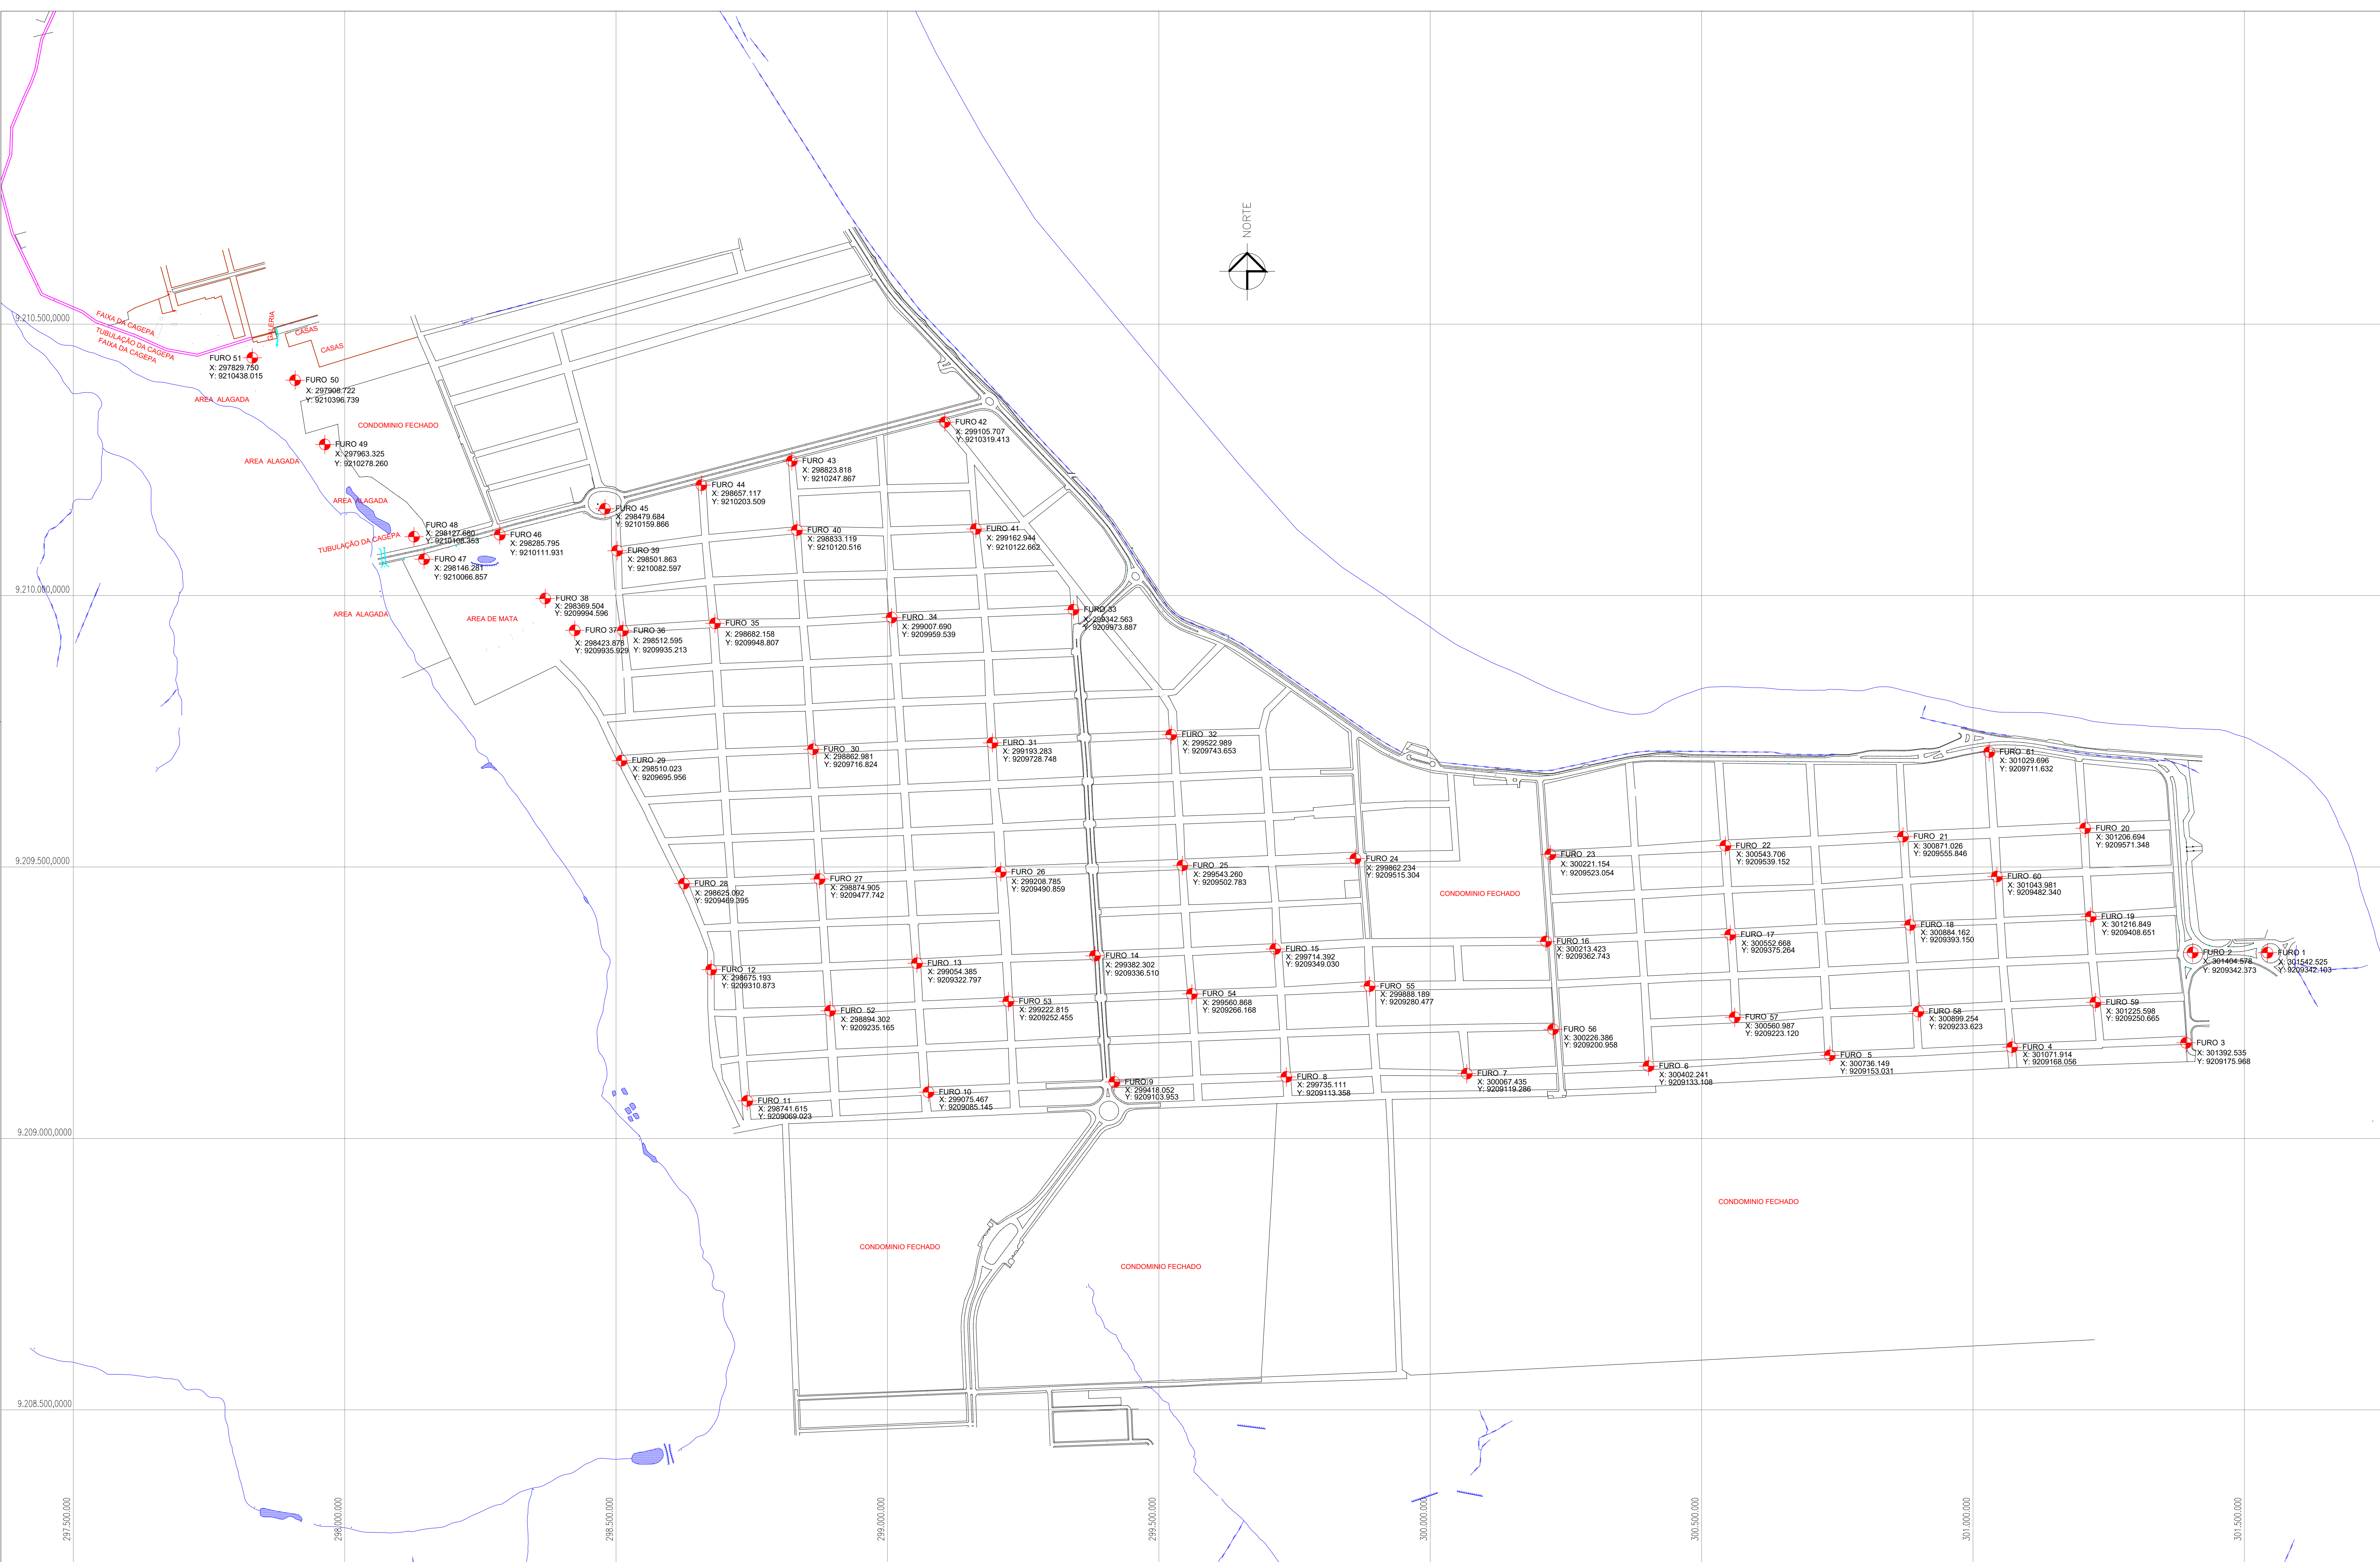 NORTE
9.210.500,0000
FAIXA DA CAGEPA
TUBULAÇÃO DA CAGEPA
FAIXA DA CAGEPA
GALERIA
CASAS
CASAS
FURO 51
X: 297829.750
Y: 9210438.015
FURO 50
X: 297908.722
Y: 9210396.739
AREA ALAGADA
CONDOMINIO FECHADO
FURO 49
X: 297963.325
Y: 9210278.260
AREA ALAGADA
FURO 42
X: 299105.707
Y: 9210319.413
FURO 43
X: 298823.818
Y: 9210247.867
FURO 44
X: 298657.117
Y: 9210203.509
AREA ALAGADA
FURO 45
X: 298479.684
Y: 9210159.866
FURO 48
X: 298127.680
Y: 9210108.353
TUBULAÇÃO DA CAGEPA
FURO 46
X: 298285.795
Y: 9210111.931
FURO 40
X: 298833.119
Y: 9210120.516
FURO 41
X: 299162.944
Y: 9210122.662
FURO 39
X: 298501.863
Y: 9210082.597
FURO 47
X: 298146.281
Y: 9210066.857
9.210.000,0000
FURO 38
X: 298369.504
Y: 9209994.596
AREA ALAGADA
AREA DE MATA
FURO 33
X: 299342.563
Y: 9209973.887
FURO 34
X: 299007.690
Y: 9209959.539
FURO 35
X: 298682.158
Y: 9209948.807
FURO 37
X: 298423.878
Y: 9209935.929
FURO 36
X: 298512.595
Y: 9209935.213
FURO 32
X: 299522.989
Y: 9209743.653
FURO 31
X: 299193.283
Y: 9209728.748
FURO 30
X: 298862.981
Y: 9209716.824
FURO 29
X: 298510.023
Y: 9209695.956
FURO 61
X: 301029.696
Y: 9209711.632
FURO 20
X: 301206.694
Y: 9209571.348
FURO 21
X: 300871.026
Y: 9209555.846
FURO 22
X: 300543.706
Y: 9209539.152
FURO 23
X: 300221.154
Y: 9209523.054
FURO 24
X: 299862.234
Y: 9209515.304
FURO 25
X: 299543.260
Y: 9209502.783
FURO 26
X: 299208.785
Y: 9209490.859
FURO 27
X: 298874.905
Y: 9209477.742
FURO 28
X: 298625.092
Y: 9209469.395
9.209.500,0000
FURO 60
X: 301043.981
Y: 9209482.340
CONDOMINIO FECHADO
FURO 19
X: 301216.849
Y: 9209408.651
FURO 18
X: 300884.162
Y: 9209393.150
FURO 17
X: 300552.668
Y: 9209375.264
FURO 16
X: 300213.423
Y: 9209362.743
FURO 15
X: 299714.392
Y: 9209349.030
FURO 14
X: 299382.302
Y: 9209336.510
FURO 13
X: 299054.385
Y: 9209322.797
FURO 12
X: 298675.193
Y: 9209310.873
FURO 2
X: 301404.578
Y: 9209342.373
FURO 1
X: 301542.525
Y: 9209342.103
FURO 55
X: 299888.189
Y: 9209280.477
FURO 54
X: 299560.868
Y: 9209266.168
FURO 53
X: 299222.815
Y: 9209252.455
FURO 52
X: 298894.302
Y: 9209235.165
FURO 59
X: 301225.598
Y: 9209250.665
FURO 58
X: 300899.254
Y: 9209233.623
FURO 57
X: 300560.987
Y: 9209223.120
FURO 56
X: 300226.386
Y: 9209200.958
FURO 3
X: 301392.535
Y: 9209175.968
FURO 4
X: 301071.914
Y: 9209168.056
FURO 5
X: 300736.149
Y: 9209153.031
FURO 6
X: 300402.241
Y: 9209133.108
FURO 7
X: 300067.435
Y: 9209119.286
FURO 8
X: 299735.111
Y: 9209113.358
FURO 9
X: 299418.052
Y: 9209103.953
FURO 10
X: 299075.467
Y: 9209085.145
FURO 11
X: 298741.615
Y: 9209069.023
9.209.000,0000
CONDOMINIO FECHADO
CONDOMINIO FECHADO
CONDOMINIO FECHADO
9.208.500,0000
297.500.000
298.000.000
298.500.000
299.000.000
299.500.000
300.000.000
300.500.000
301.000.000
301.500.000